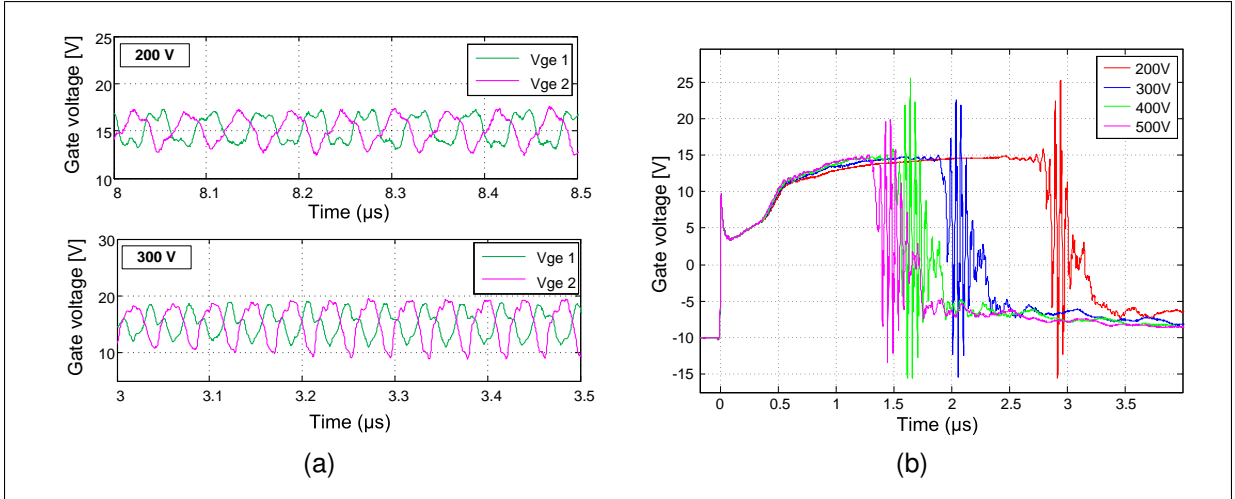 Gate voltage [V]
25
20
15
10
200 V
Vge 1
Vge 2
8 8.1 8.2 8.3 8.4 8.5
Time (µs)
Gate voltage [V]
30
20
10
300 V
Vge 1
Vge 2
3 3.1 3.2 3.3 3.4 3.5
Time (µs)
(a)
Gate voltage [V]
25
20
15
10
5
0
-5
-10
-15
200V
300V
400V
500V
0 0.5 1 1.5 2 2.5 3 3.5
Time (µs)
(b)